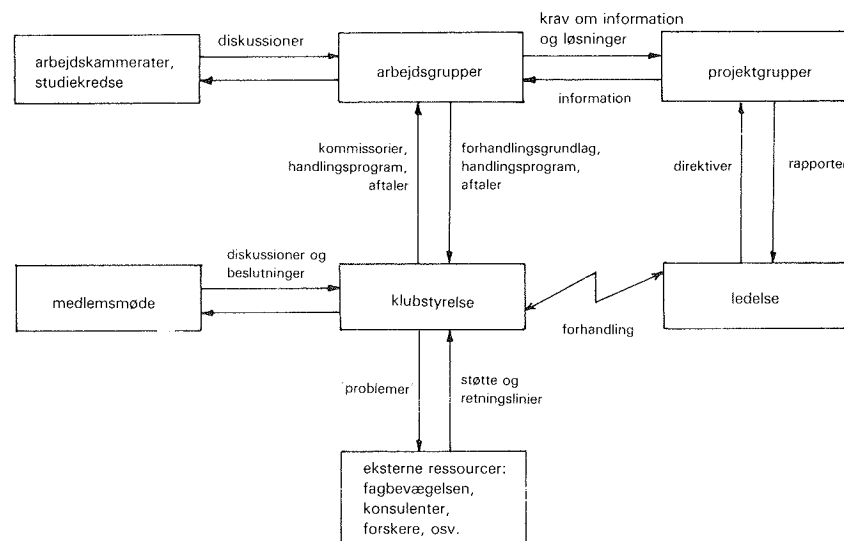 diskussioner
arbejdskammerater,
studiekredse
arbejdsgrupper
krav om information
og løsninger
information
projektgrupper
kommissorier,
handlingsprogram,
aftaler
forhandlingsgrundlag,
handlingsprogram,
aftaler
direktiver
rapporter
diskussioner og
beslutninger
medlemsmøde
klubstyrelse
forhandling
ledelse
'problemer'
støtte og
retningslinier
eksterne ressourcer:
fagbevægelsen,
konsulenter,
forskere, osv.